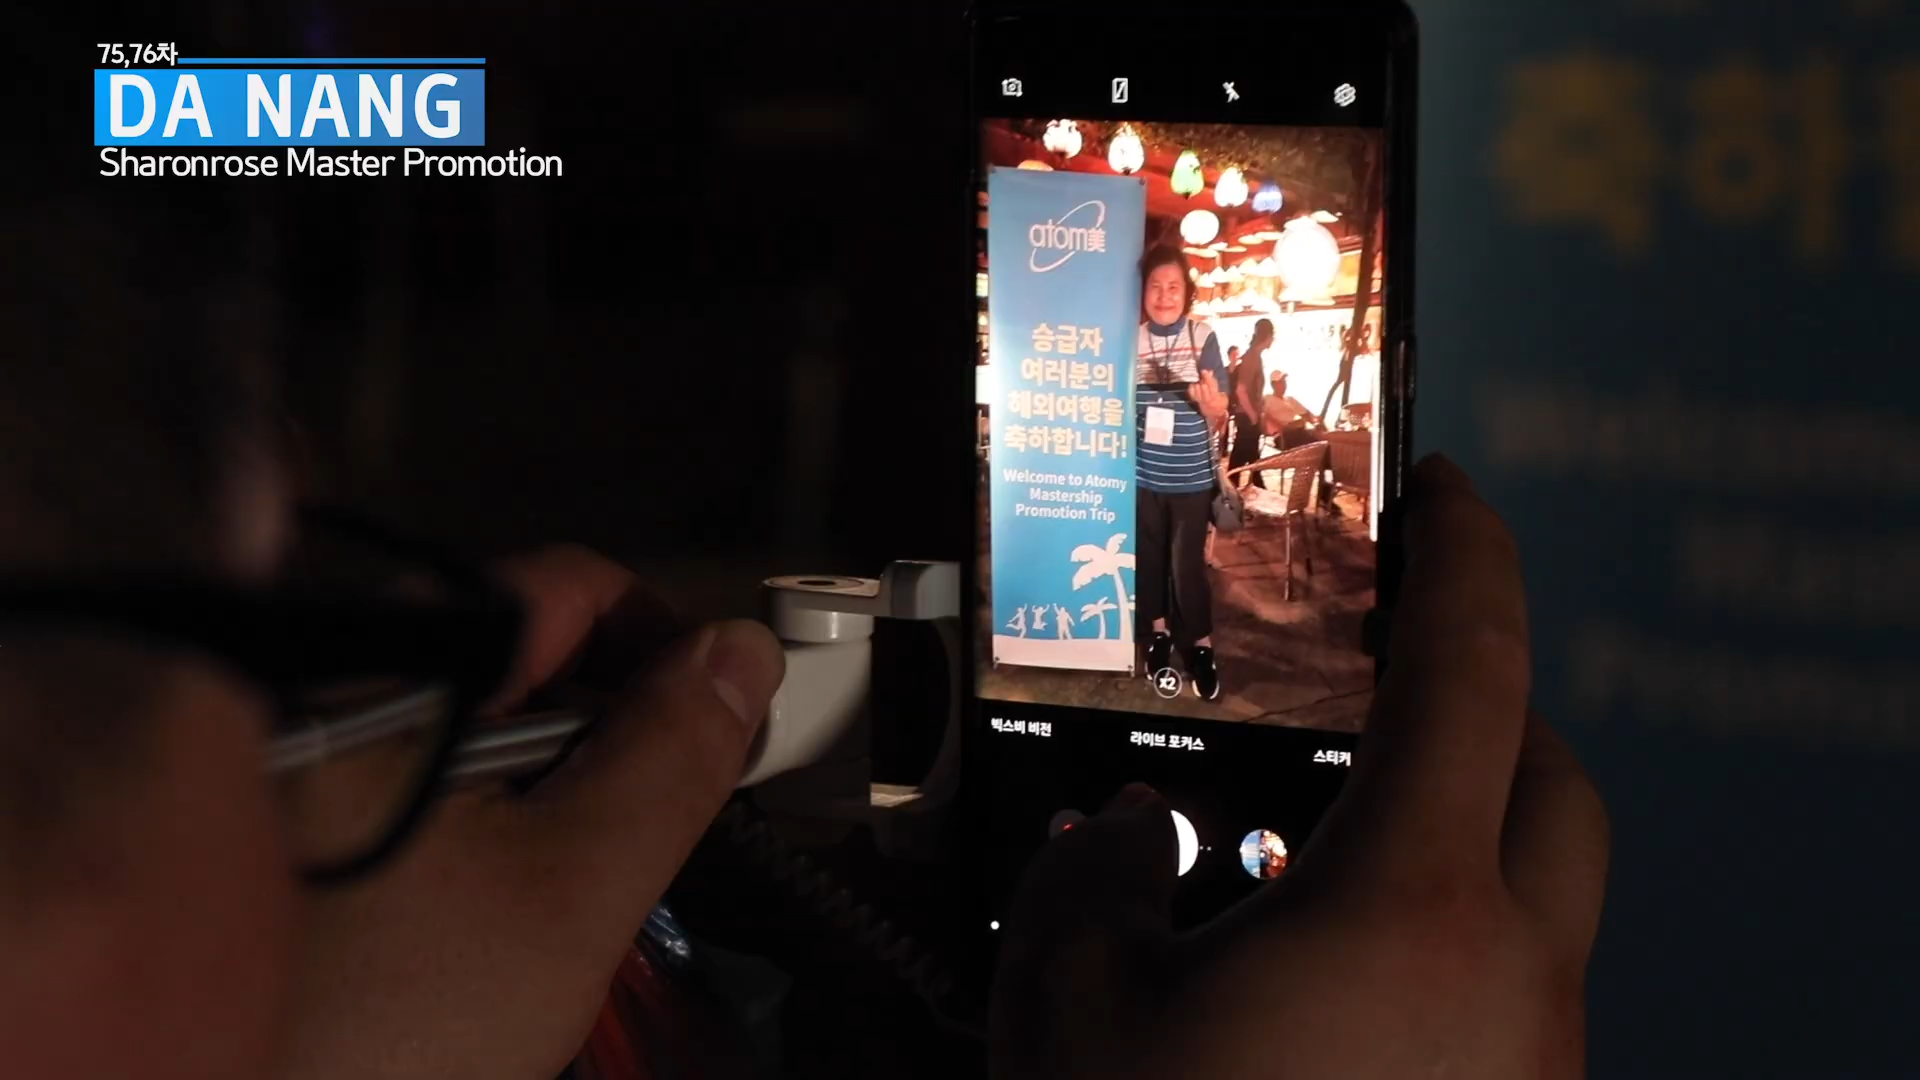 75,76차
DA NANG
Sharonrose Master Promotion
atom美
승급자
여러분의
해외여행을
축하합니다!
Welcome to Atomy
Mastership
Promotion Trip
x2
빅스비 비전
라이브 포커스
스티커